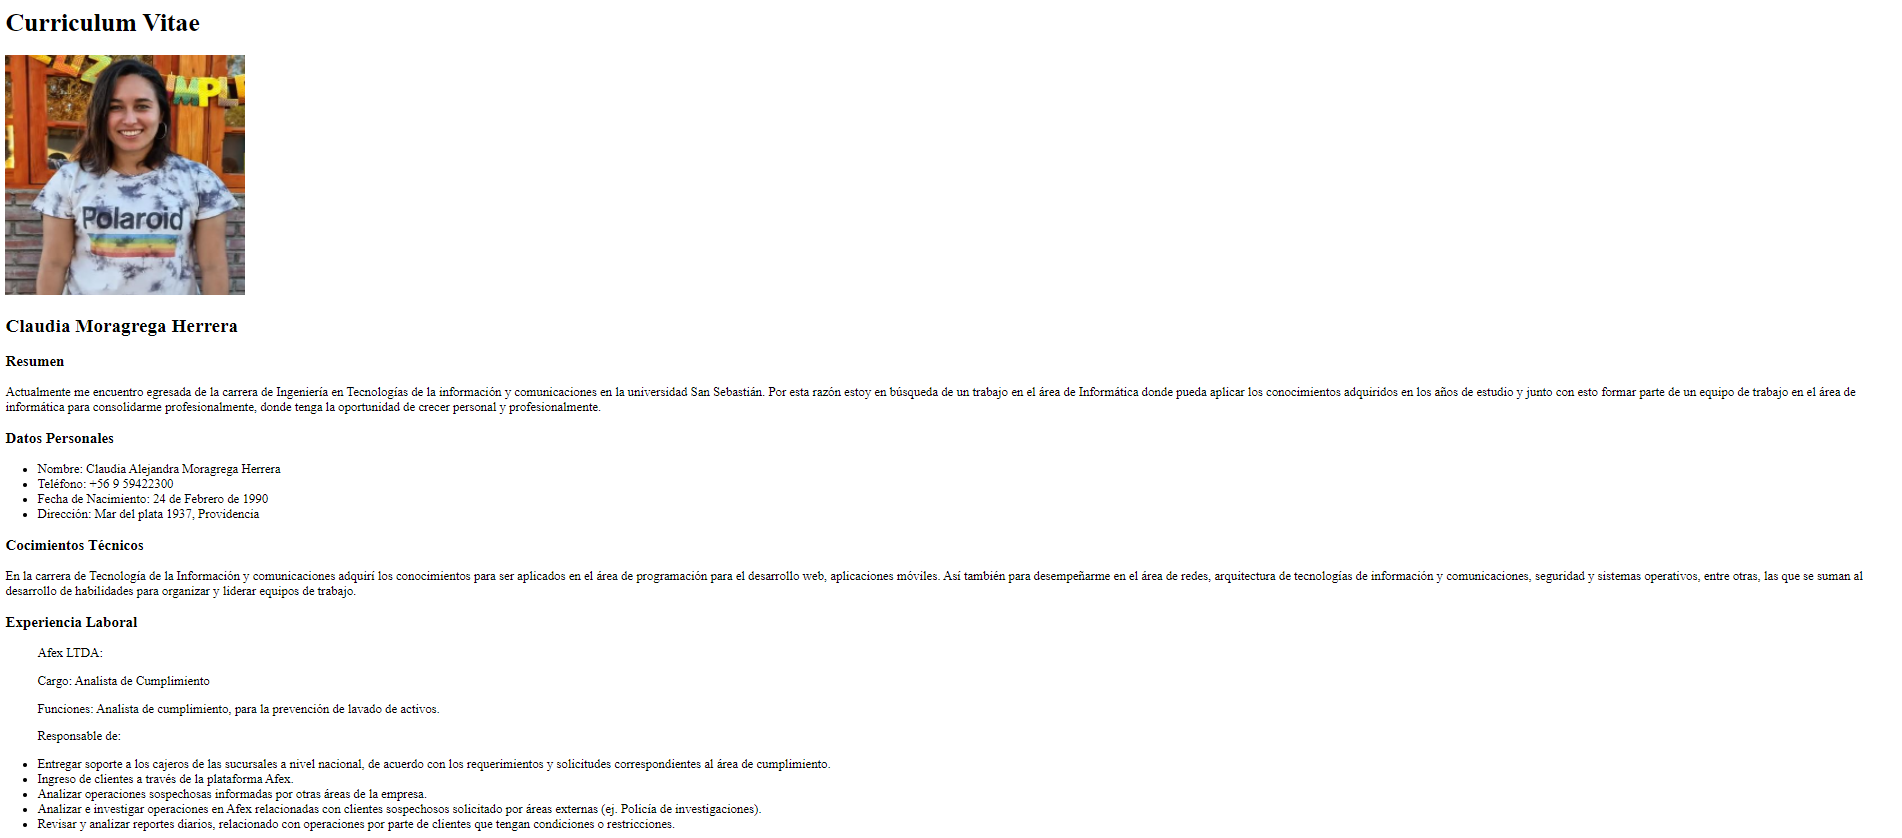 Curriculum Vitae
IZ
UMPL
Polaroid
Claudia Moragrega Herrera
Resumen
Actualmente me encuentro egresada de la carrera de Ingeniería en Tecnologías de la información y comunicaciones en la universidad San Sebastián. Por esta razón estoy en búsqueda de un trabajo en el área de Informática donde pueda aplicar los conocimientos adquiridos en los años de estudio y junto con esto formar parte de un equipo de trabajo en el área de
informática para consolidarme profesionalmente, donde tenga la oportunidad de crecer personal y profesionalmente.
Datos Personales
• Nombre: Claudia Alejandra Moragrega Herrera
• Teléfono: +56 9 59422300
• Fecha de Nacimiento: 24 de Febrero de 1990
• Dirección: Mar del plata 1937, Providencia
Cocimientos Técnicos
En la carrera de Tecnología de la Información y comunicaciones adquirí los conocimientos para ser aplicados en el área de programación para el desarrollo web, aplicaciones móviles. Así también para desempeñarme en el área de redes, arquitectura de tecnologías de información y comunicaciones, seguridad y sistemas operativos, entre otras, las que se suman al
desarrollo de habilidades para organizar y liderar equipos de trabajo.
Experiencia Laboral
Afex LTDA:
Cargo: Analista de Cumplimiento
Funciones: Analista de cumplimiento, para la prevención de lavado de activos.
Responsable de:
• Entregar soporte a los cajeros de las sucursales a nivel nacional, de acuerdo con los requerimientos y solicitudes correspondientes al área de cumplimiento.
• Ingreso de clientes a través de la plataforma Afex.
• Analizar operaciones sospechosas informadas por otras áreas de la empresa.
• Analizar e investigar operaciones en Afex relacionadas con clientes sospechosos solicitado por áreas externas (ej. Policía de investigaciones).
• Revisar y analizar reportes diarios, relacionado con operaciones por parte de clientes que tengan condiciones o restricciones.